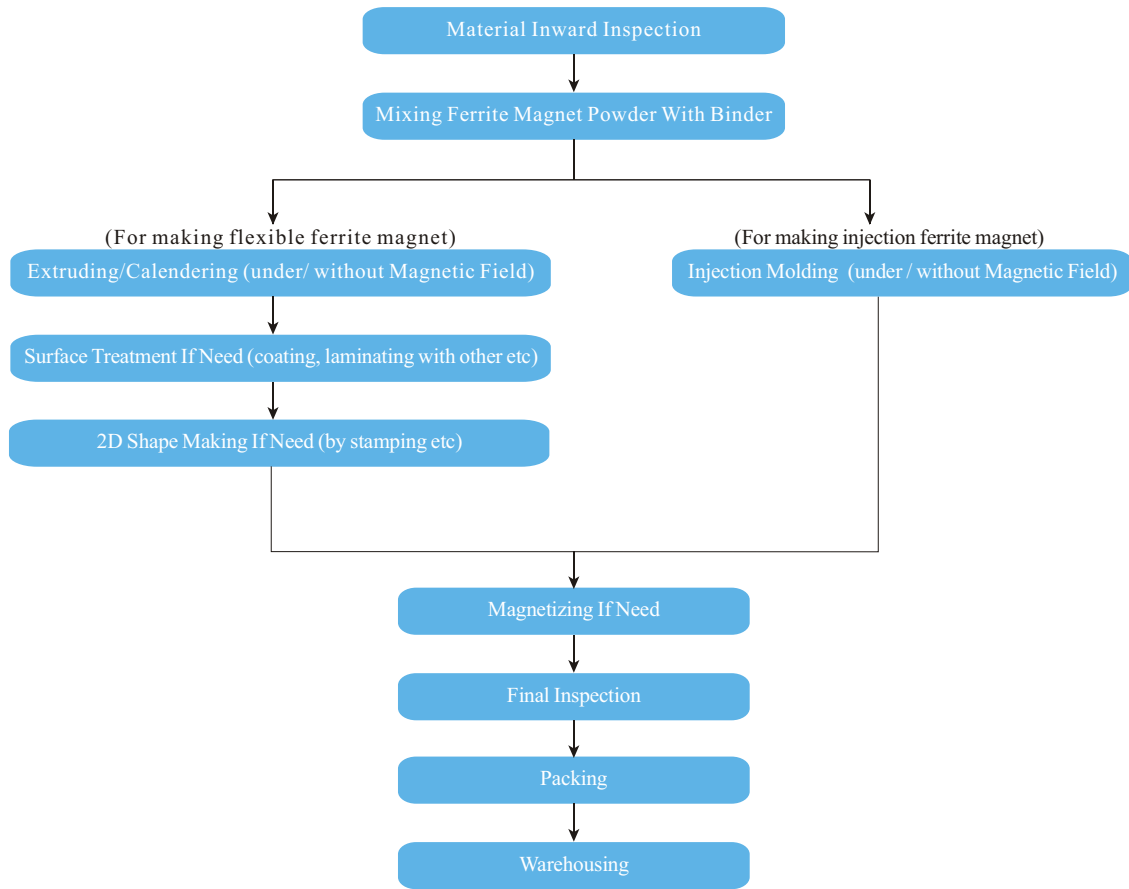 Material Inward Inspection
Mixing Ferrite Magnet Powder With Binder
(For making flexible ferrite magnet)
Extruding/Calendering (under/ without Magnetic Field)
Surface Treatment If Need (coating, laminating with other etc)
2D Shape Making If Need (by stamping etc)
(For making injection ferrite magnet)
Injection Molding (under / without Magnetic Field)
Magnetizing If Need
Final Inspection
Packing
Warehousing